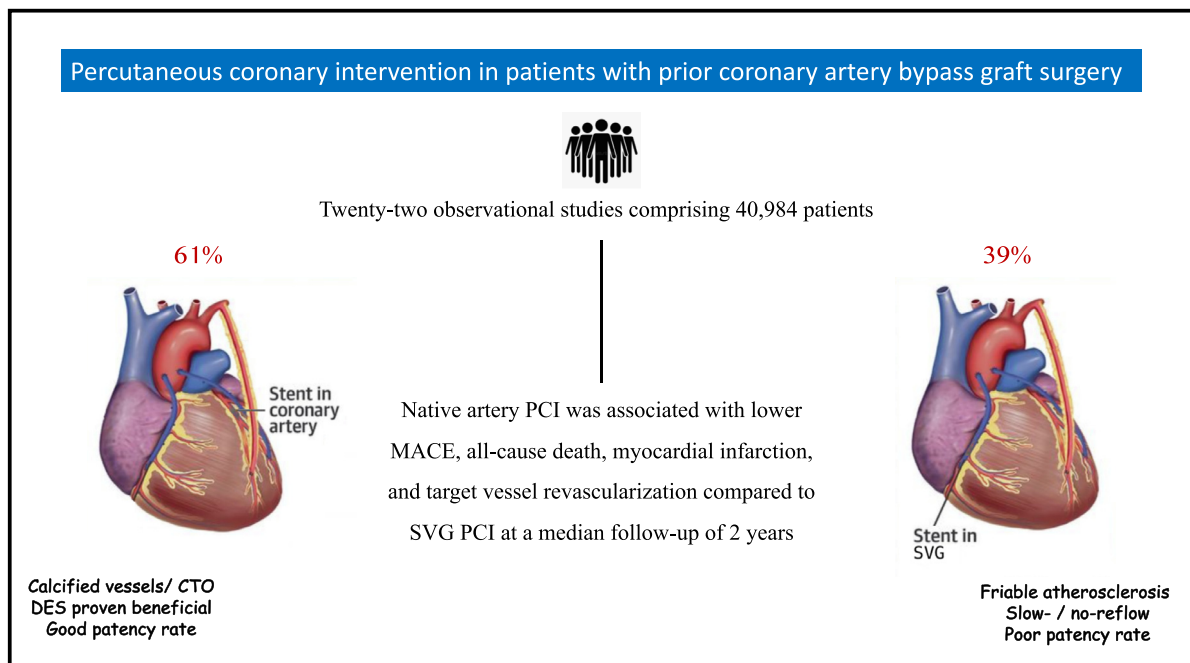 Percutaneous coronary intervention in patients with prior coronary artery bypass graft surgery
Twenty-two observational studies comprising 40,984 patients
61%
39%
Stent in
coronary
artery
Native artery PCI was associated with lower
MACE, all-cause death, myocardial infarction,
and target vessel revascularization compared to
SVG PCI at a median follow-up of 2 years
Stent in
SVG
Calcified vessels/ CTO
DES proven beneficial
Good patency rate
Friable atherosclerosis
Slow- / no-reflow
Poor patency rate